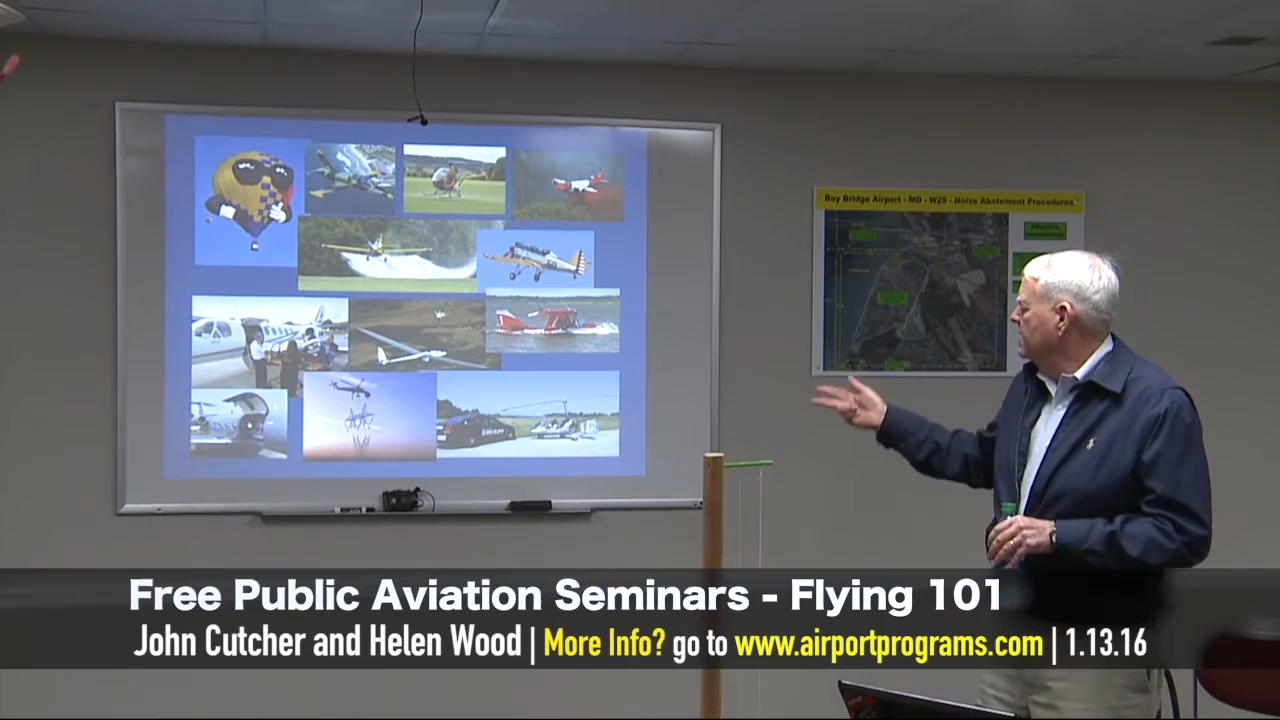 Bay Bridge Airport - MD - W29 - Noise Abatement Procedures
SHERIFF
Free Public Aviation Seminars - Flying 101
John Cutcher and Helen Wood | More Info? go to www.airportprograms.com | 1.13.16